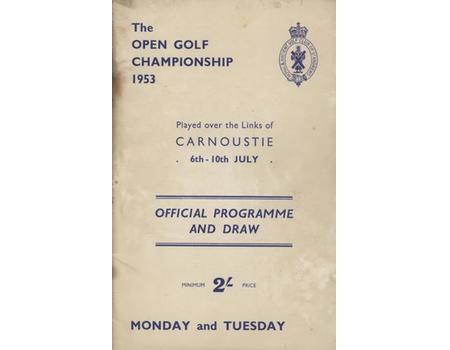 The
OPEN GOLF
CHAMPIONSHIP
1953
Played over the Links of
CARNOUSTIE
. 6th - 10th JULY .
OFFICIAL PROGRAMME
AND DRAW
MINIMUM 2/- PRICE
MONDAY and TUESDAY